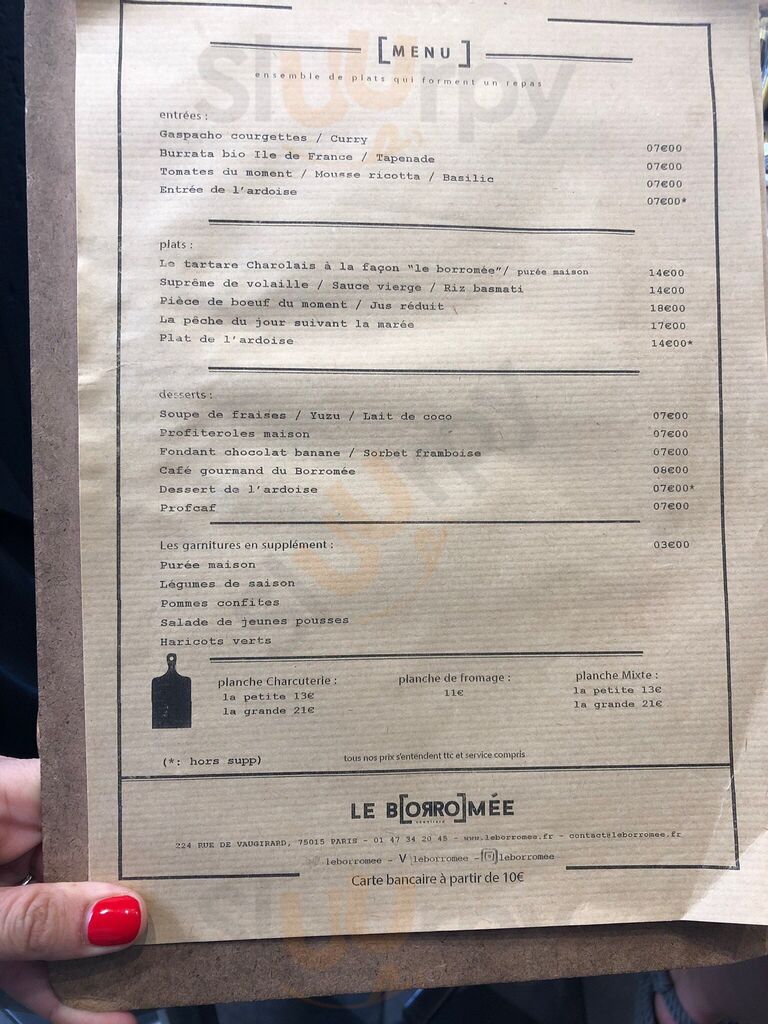 [MENU]
ensemble de plats qui forment un repas
entrées :
Gaspacho courgettes / Curry 07€00
Burrata bio Ile de France / Tapenade 07€00
Tomates du moment / Mousse ricotta / Basilic 07€00
Entrée de l'ardoise 07€00*
plats :
Le tartare Charolais à la façon "le borromée"/ purée maison 14€00
Suprême de volaille / Sauce vierge / Riz basmati 14€00
Pièce de boeuf du moment / Jus réduit 18€00
La pêche du jour suivant la marée 17€00
Plat de l'ardoise 14€00*
desserts :
Soupe de fraises / Yuzu / Lait de coco 07€00
Profiteroles maison 07€00
Fondant chocolat banane / Sorbet framboise 07€00
Café gourmand du Borromée 08€00
Dessert de l'ardoise 07€00*
Profcaf 07€00
Les garnitures en supplément : 03€00
Purée maison
Légumes de saison
Pommes confites
Salade de jeunes pousses
Haricots verts
planche Charcuterie : planche de fromage : planche Mixte :
la petite 13€ 11€ la petite 13€
la grande 21€ la grande 21€
(*: hors supp) tous nos prix s'entendent ttc et service compris
LE B[ORRO]MÉE
224 RUE DE VAUGIRARD, 75015 PARIS - 01 47 34 20 45 - www.leborromee.fr - contact@leborromee.fr
leborromee - V leborromee - leborromee
Carte bancaire à partir de 10€
sluurpy